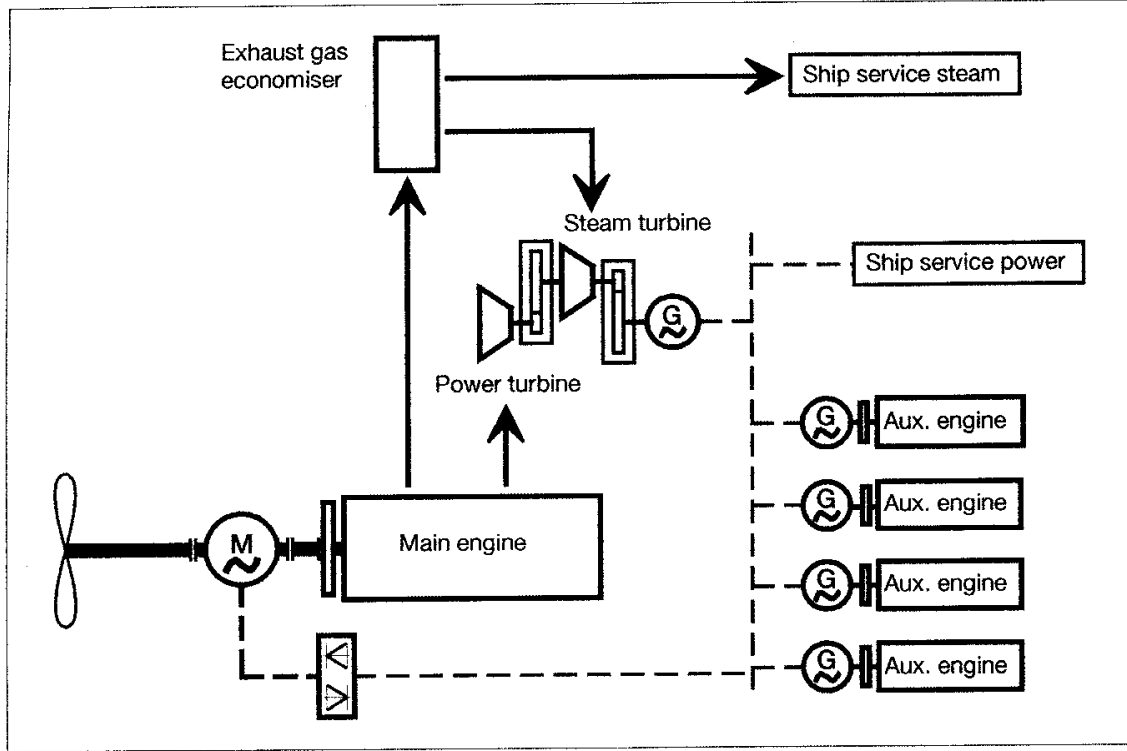 Exhaust gas
economiser
Ship service steam
Steam turbine
Ship service power
G
Power turbine
G
Aux. engine
G
Aux. engine
M
Main engine
G
Aux. engine
G
Aux. engine